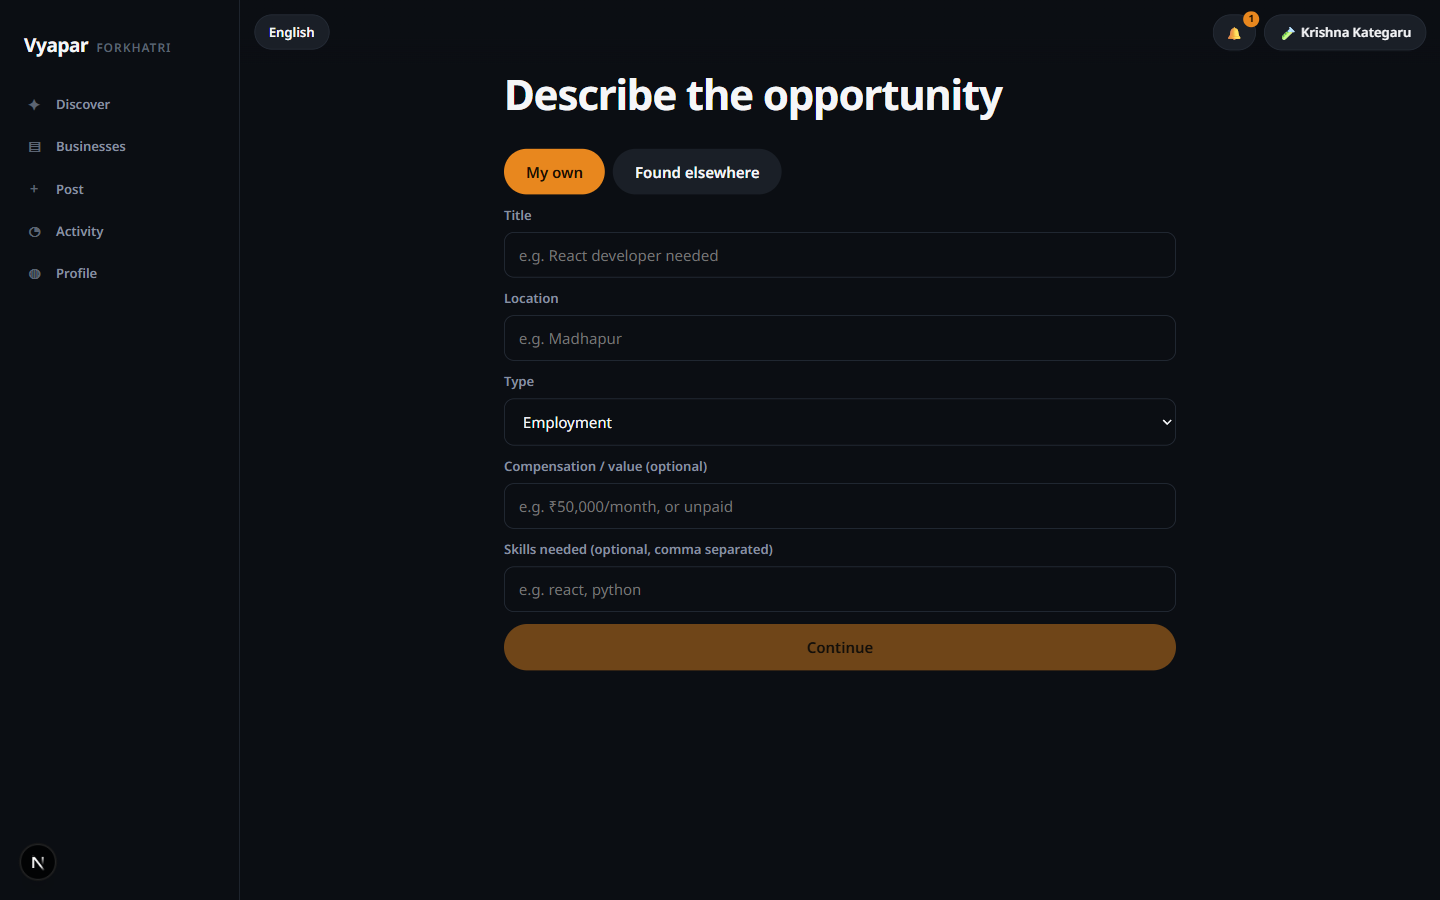 Vyapar FORKHATRI
Discover
Businesses
Post
Activity
Profile
English
1
Krishna Kategaru
Describe the opportunity
My own
Found elsewhere
Title
e.g. React developer needed
Location
e.g. Madhapur
Type
Employment
Compensation / value (optional)
e.g. ₹50,000/month, or unpaid
Skills needed (optional, comma separated)
e.g. react, python
Continue
N